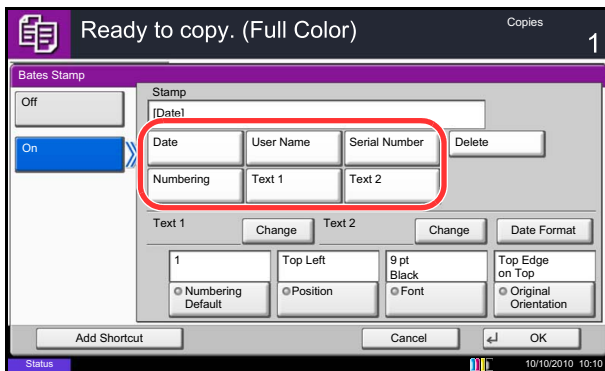 Ready to copy. (Full Color)
Copies
1
Bates Stamp
Off
On
Stamp
[Date]
Date
User Name
Serial Number
Delete
Numbering
Text 1
Text 2
Text 1
Change
Text 2
Change
Date Format
1
Top Left
9 pt
Black
Top Edge
on Top
Numbering
Default
Position
Font
Original
Orientation
Add Shortcut
Cancel
OK
Status
10/10/2010 10:10